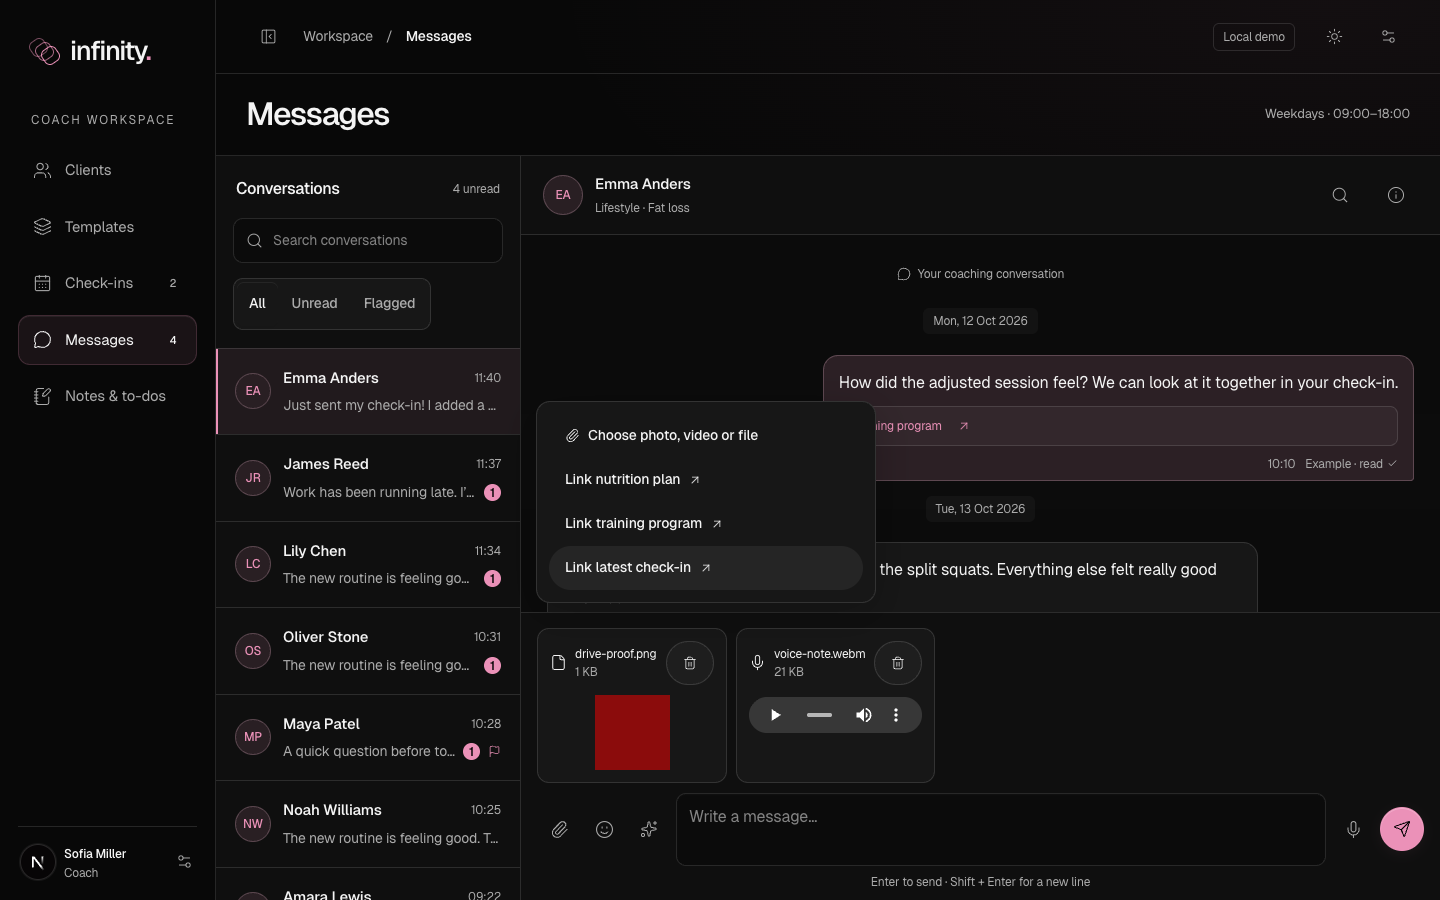 infinity.
COACH WORKSPACE
Clients
Templates
Check-ins 2
Messages 4
Notes & to-dos
N
Sofia Miller
Coach
Workspace / Messages
Local demo
Messages
Weekdays · 09:00–18:00
Conversations
4 unread
Search conversations
All Unread Flagged
EA
Emma Anders 11:40
Just sent my check-in! I added a ...
JR
James Reed 11:37
Work has been running late. I'... 1
LC
Lily Chen 11:34
The new routine is feeling go... 1
OS
Oliver Stone 10:31
The new routine is feeling go... 1
MP
Maya Patel 10:28
A quick question before to... 1
NW
Noah Williams 10:25
The new routine is feeling good. T...
Amara Lewis 09:22
EA
Emma Anders
Lifestyle · Fat loss
Your coaching conversation
Mon, 12 Oct 2026
How did the adjusted session feel? We can look at it together in your check-in.
ning program
10:10 Example · read
Tue, 13 Oct 2026
the split squats. Everything else felt really good
Choose photo, video or file
Link nutrition plan
Link training program
Link latest check-in
drive-proof.png
1 KB
voice-note.webm
21 KB
Write a message...
Enter to send · Shift + Enter for a new line